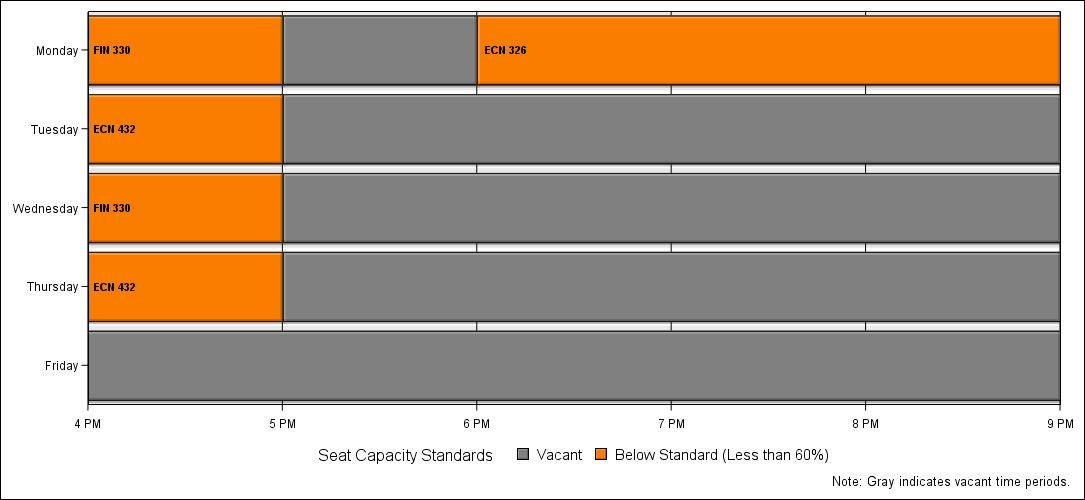 Monday FIN 330 ECN 326
Tuesday ECN 432
Wednesday FIN 330
Thursday ECN 432
Friday
4 PM 5 PM 6 PM 7 PM 8 PM 9 PM
Seat Capacity Standards Vacant Below Standard (Less than 60%)
Note: Gray indicates vacant time periods.